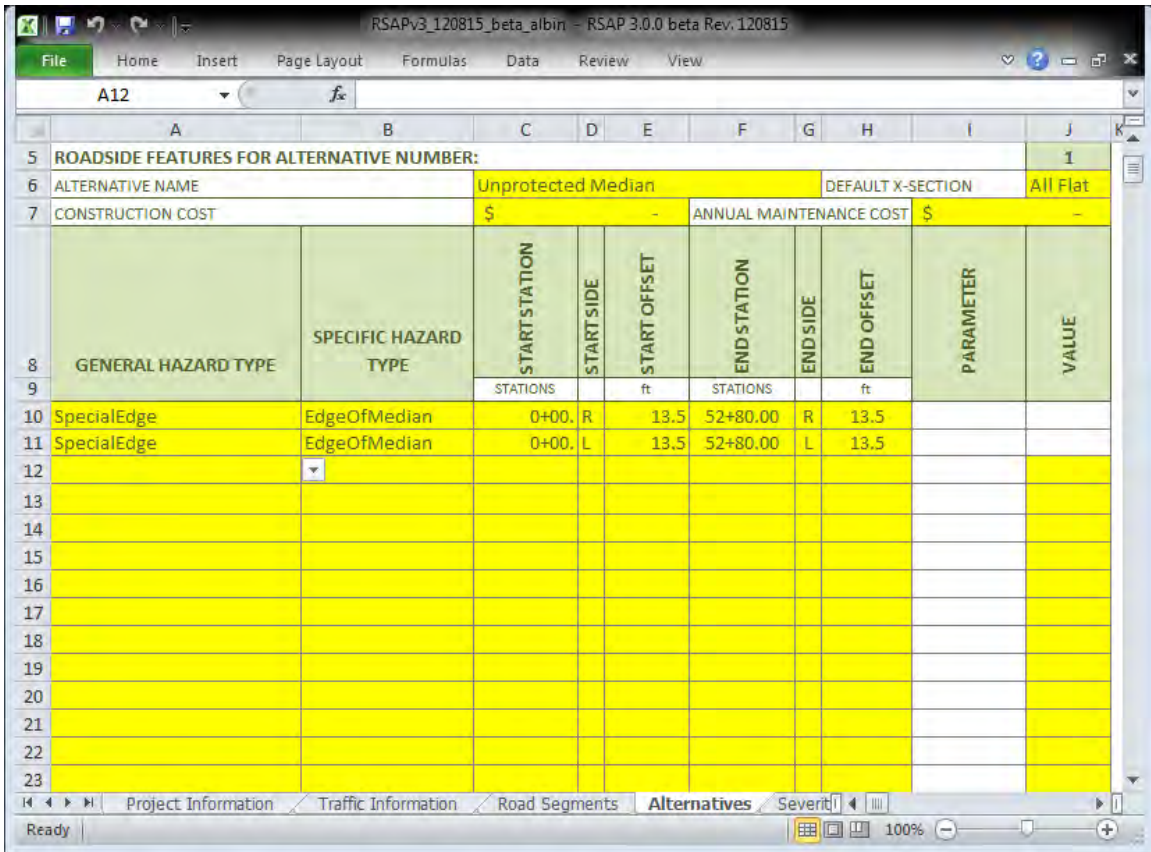 RSAPv3_120815_beta_albin - RSAP 3.0.0 beta Rev. 120815
File Home Insert Page Layout Formulas Data Review View
A12 fx
A B C D E F G H I J K
5 ROADSIDE FEATURES FOR ALTERNATIVE NUMBER: 1
6 ALTERNATIVE NAME Unprotected Median DEFAULT X-SECTION All Flat
7 CONSTRUCTION COST $ - ANNUAL MAINTENANCE COST $ -
8 GENERAL HAZARD TYPE SPECIFIC HAZARD TYPE START STATION START SIDE START OFFSET END STATION END SIDE END OFFSET PARAMETER VALUE
9 STATIONS ft STATIONS ft
10 SpecialEdge EdgeOfMedian 0+00. R 13.5 52+80.00 R 13.5
11 SpecialEdge EdgeOfMedian 0+00. L 13.5 52+80.00 L 13.5
12
13
14
15
16
17
18
19
20
21
22
23
Project Information Traffic Information Road Segments Alternatives Severit
Ready 100%